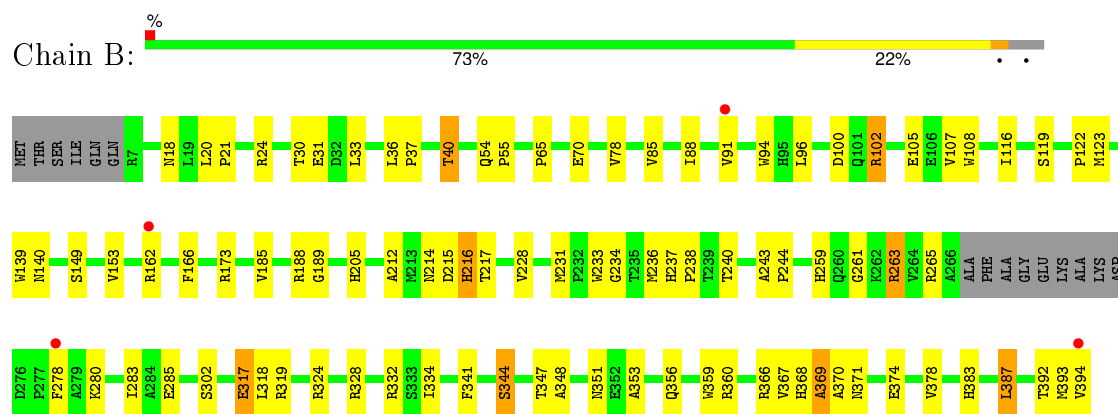 %
Chain B:
73% 22% • •
MET THR SER ILE GLN GLN R7 N18 L19 L20 P21 R24 T30 E31 D32 L33 L36 P37 T40 Q54 P55 P65 E70 V78 V85 I88 V91 W94 H95 L96 D100 Q101 R102 E105 E106 V107 W108 I116 S119 P122 M123
W139 N140 S149 V153 R162 F166 R173 V185 R188 G189 H205 A212 M213 N214 D215 H216 T217 V228 M231 P232 W233 G234 T235 M236 H237 P238 T239 T240 A243 P244 H259 Q260 G261 K262 R263 V264 R265 A266 ALA PHE ALA GLY GLU LYS ALA LYS ASP
D276 P277 F278 A279 K280 I283 A284 E285 S302 E317 L318 R319 R324 R328 R332 S333 I334 F341 S344 T347 A348 N351 E352 A353 Q356 W359 R360 R366 V367 H368 A369 A370 N371 E374 V378 H383 L387 T392 M393 V394